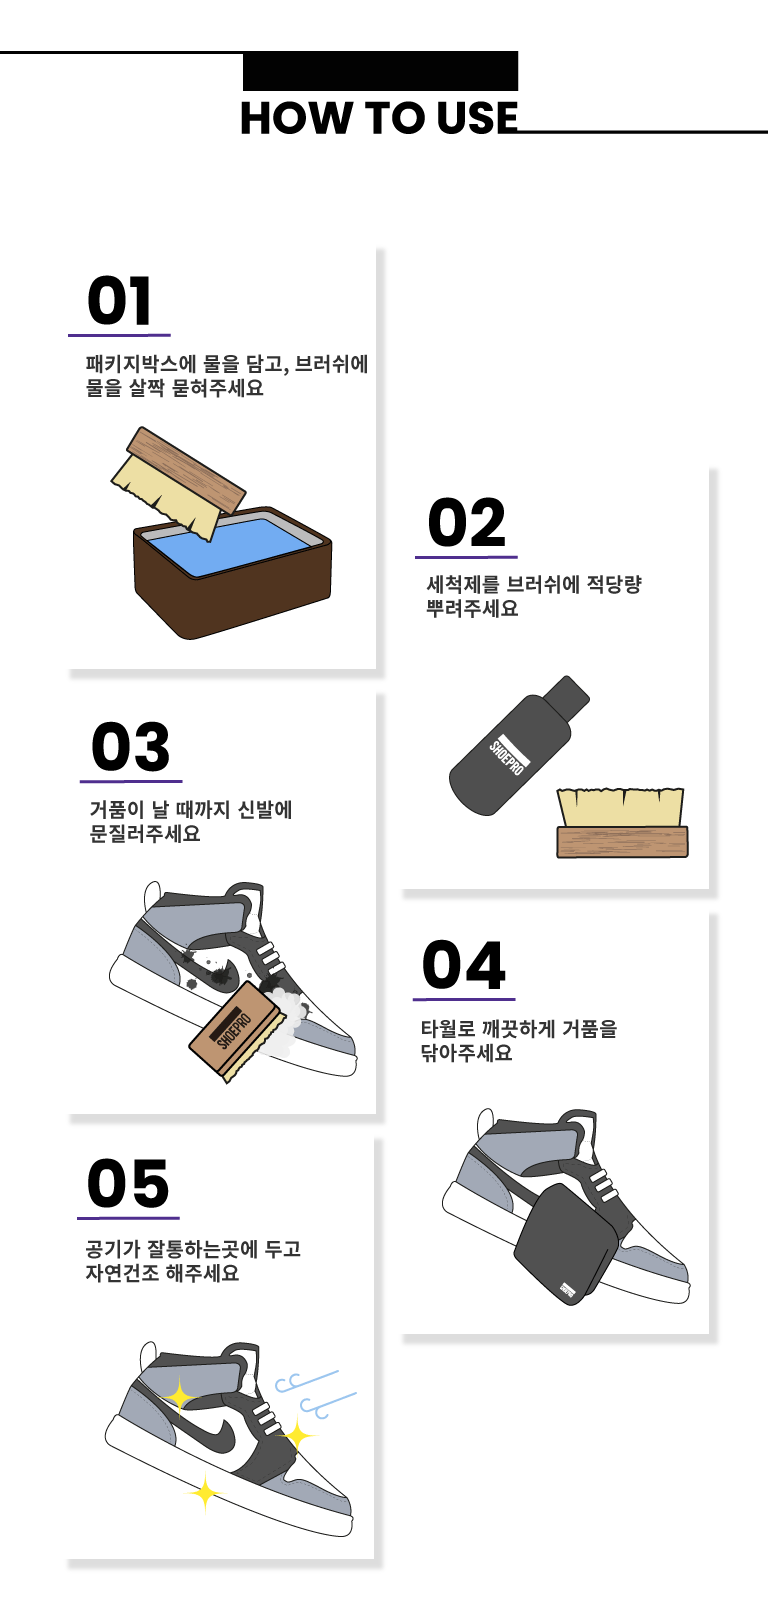 HOW TO USE
01
패키지박스에 물을 담고, 브러쉬에
물을 살짝 묻혀주세요
02
세척제를 브러쉬에 적당량
뿌려주세요
SHOEPRO
03
거품이 날 때까지 신발에
문질러주세요
SHOEPRO
04
타월로 깨끗하게 거품을
닦아주세요
SHOEPRO
05
공기가 잘통하는곳에 두고
자연건조 해주세요